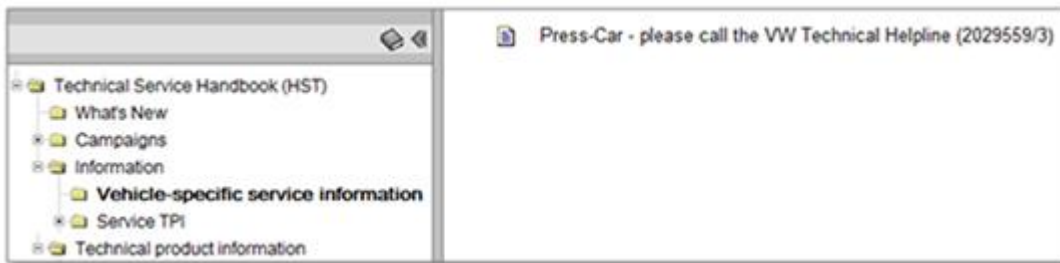 Technical Service Handbook (HST)
What's New
Campaigns
Information
Vehicle-specific service information
Service TPI
Technical product information
Press-Car - please call the VW Technical Helpline (2029559/3)